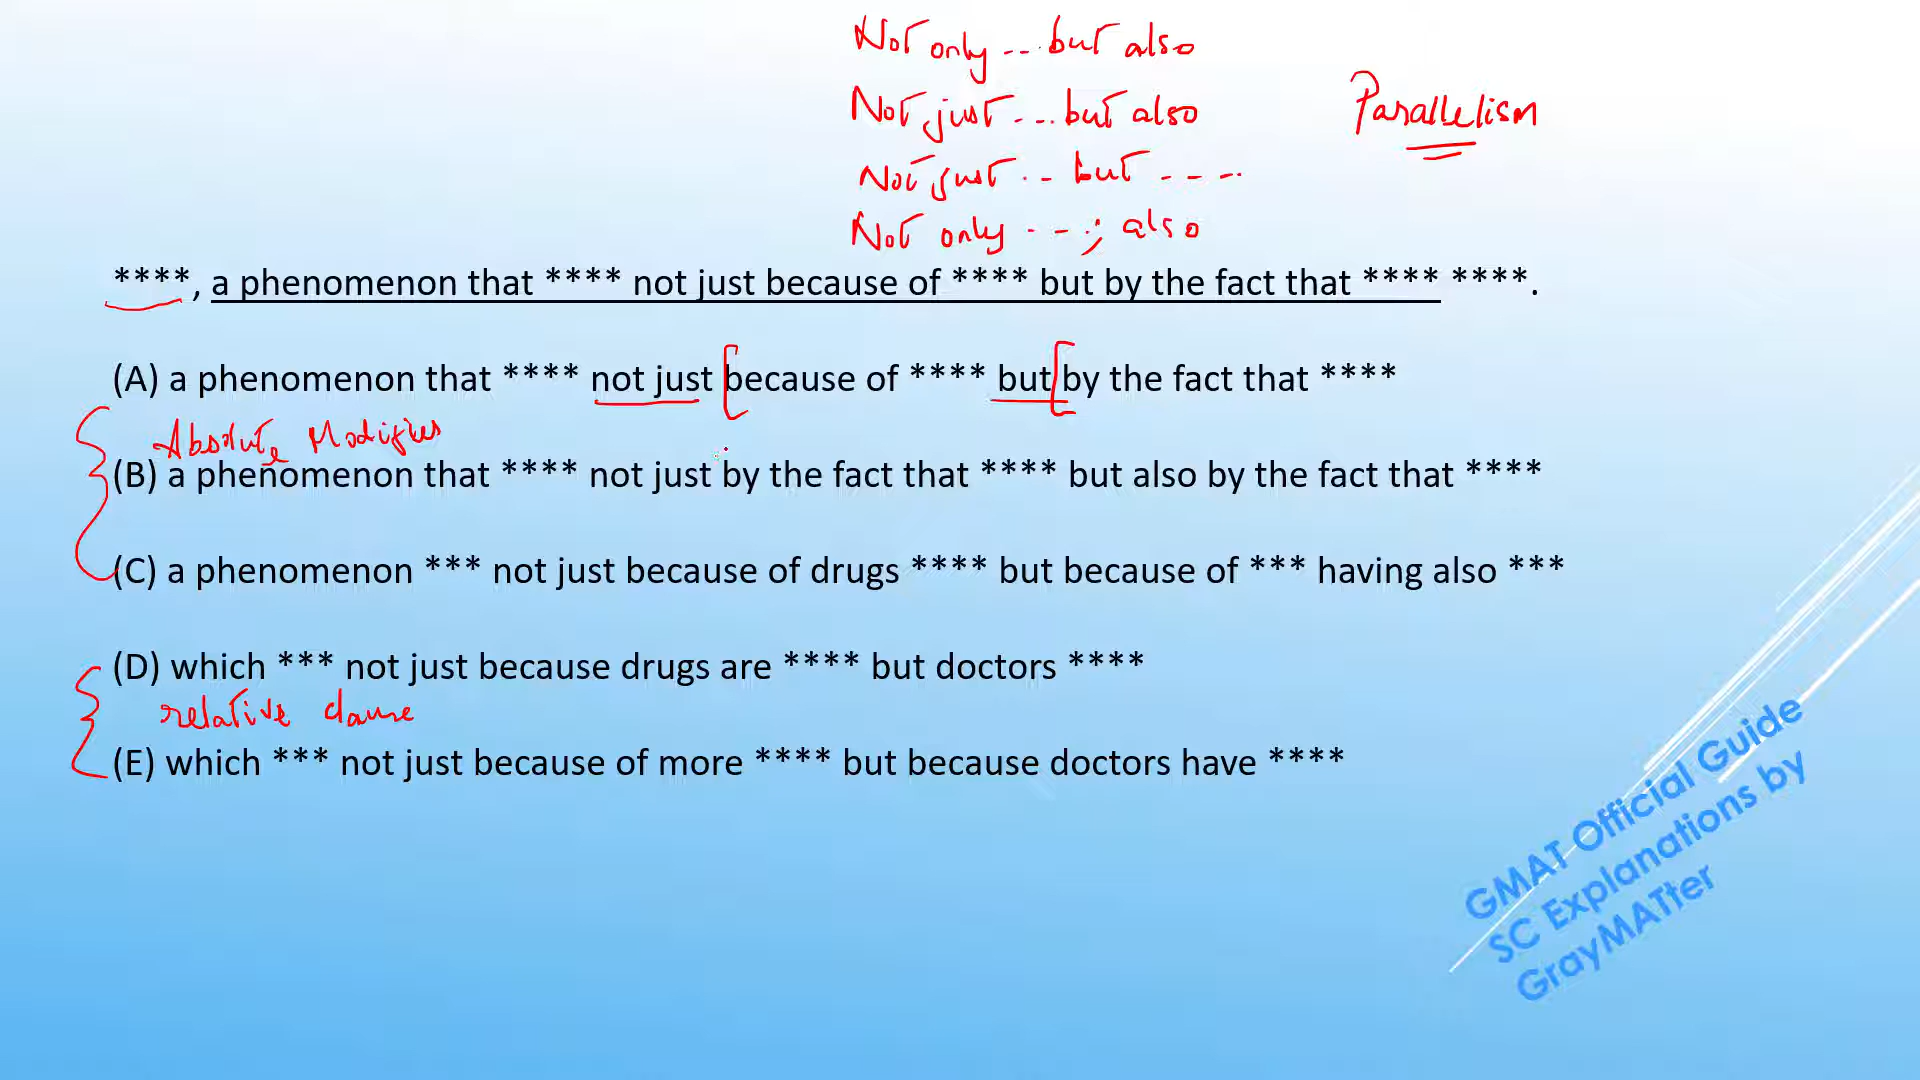 Not only --- but also
Not just --- but also
Parallelism
Not just -- but ----
Not only ---; also
****, a phenomenon that **** not just because of **** but by the fact that **** ****.
(A) a phenomenon that **** not just because of **** but by the fact that ****
Absolute Modifies
(B) a phenomenon that **** not just by the fact that **** but also by the fact that ****
(C) a phenomenon *** not just because of drugs **** but because of *** having also ***
(D) which *** not just because drugs are **** but doctors ****
relative clause
(E) which *** not just because of more **** but because doctors have ****
GMAT Official Guide
SC Explanations by
GrayMATter